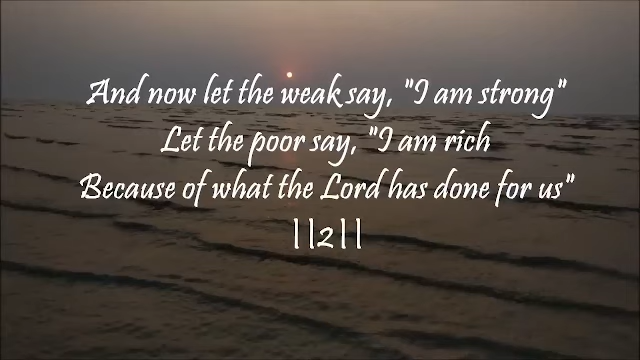 And now let the weak say, "I am strong"
Let the poor say, "I am rich
Because of what the Lord has done for us"
||2||